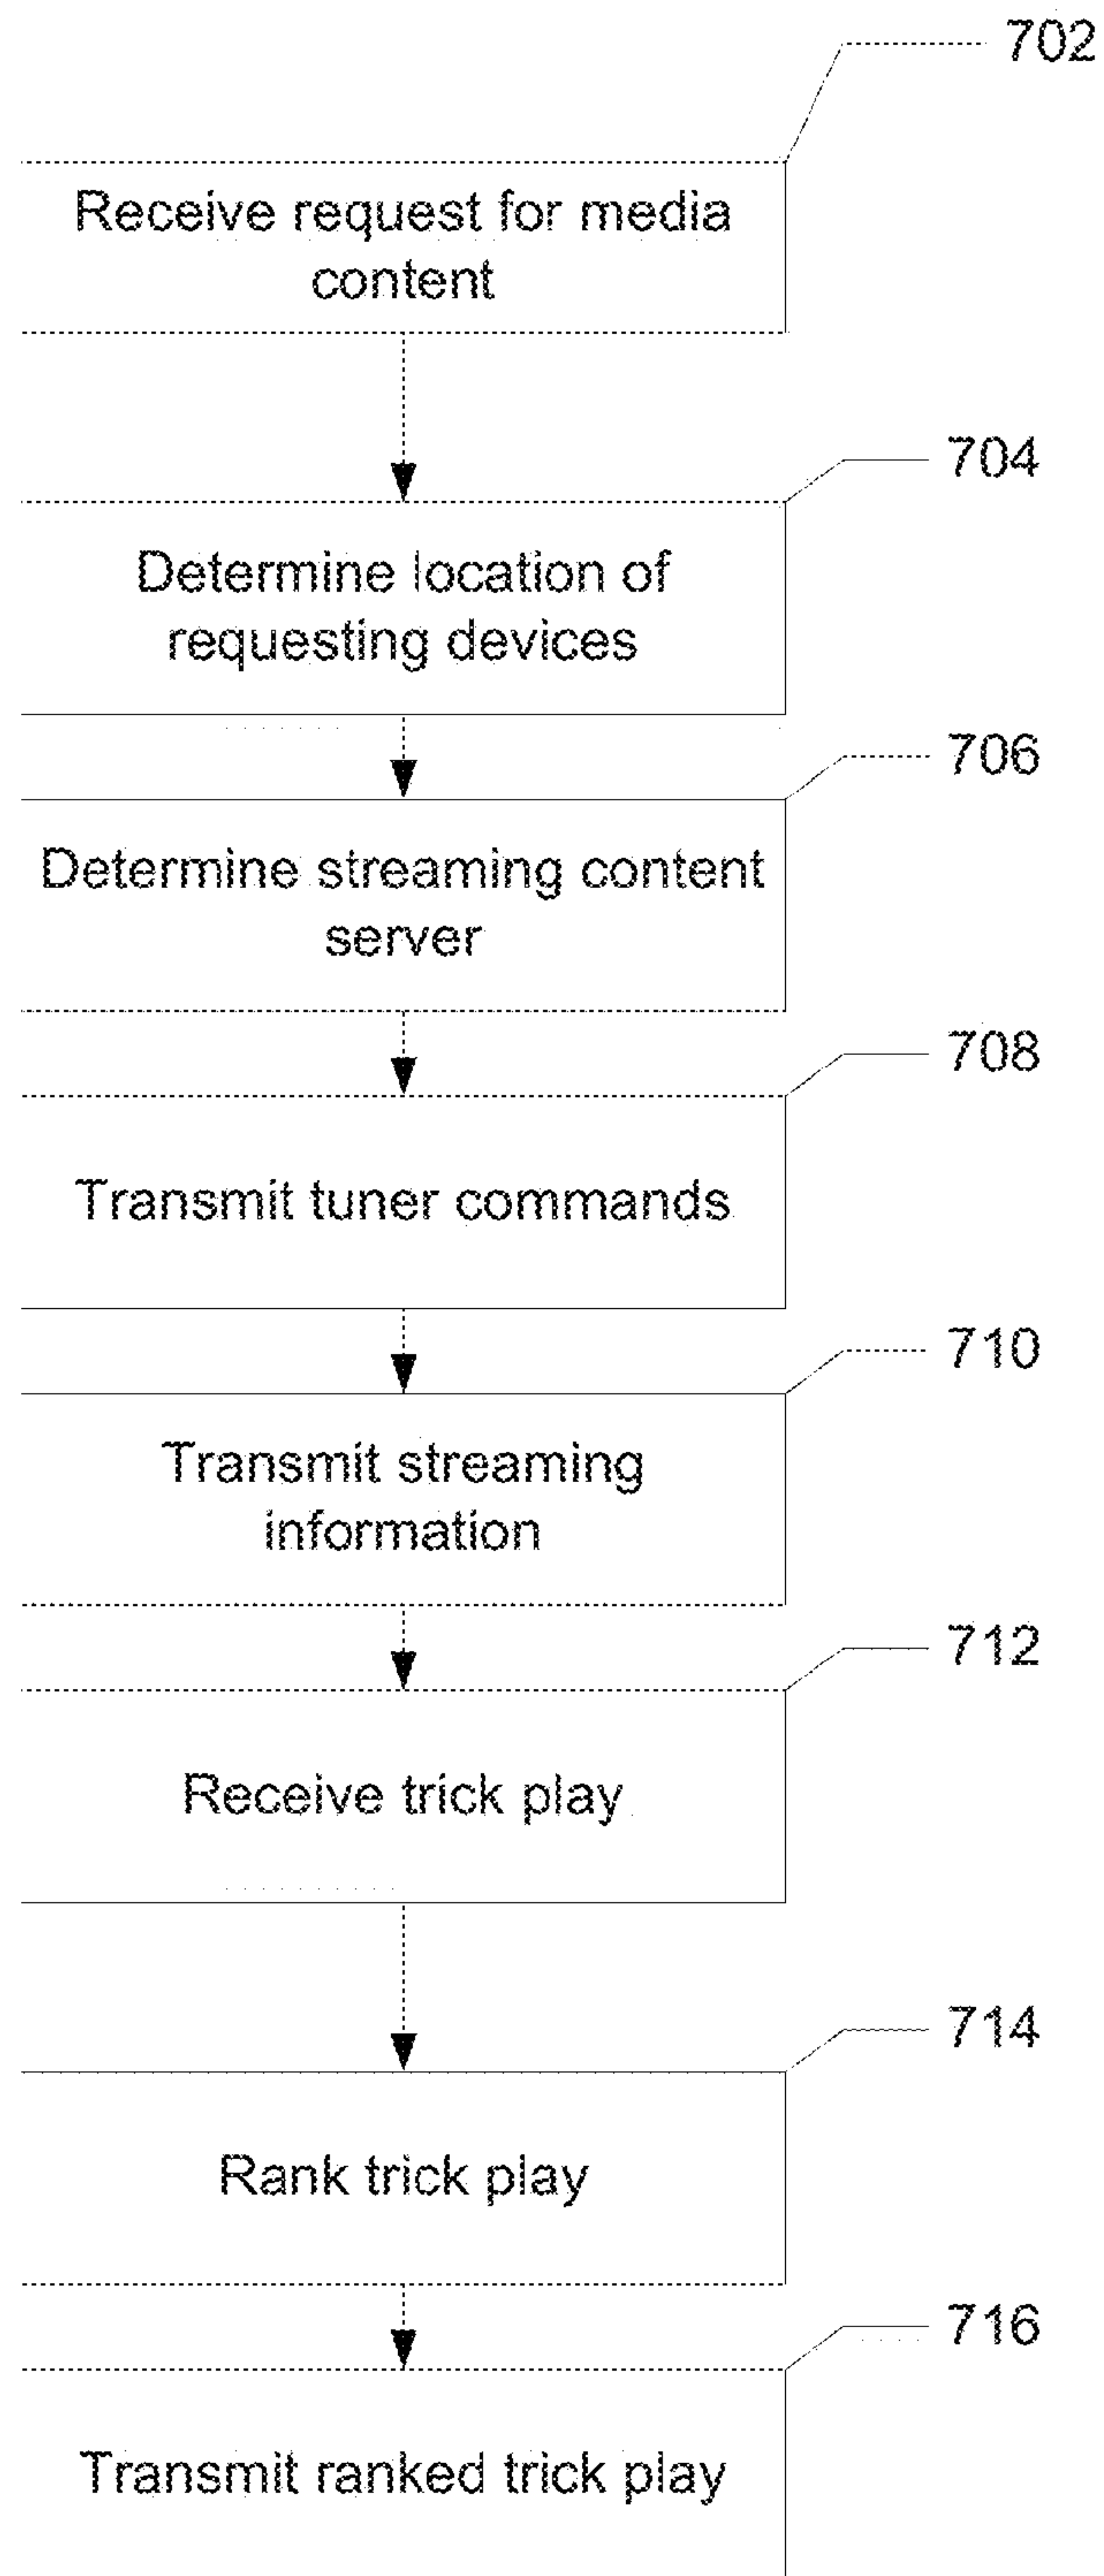 702
Receive request for media
content
704
Determine location of
requesting devices
706
Determine streaming content
server
708
Transmit tuner commands
710
Transmit streaming
information
712
Receive trick play
714
Rank trick play
716
Transmit ranked trick play